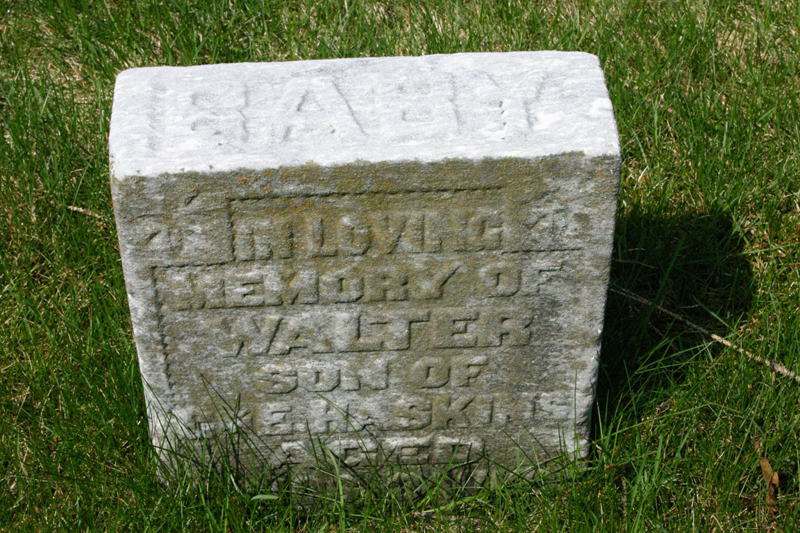 BABY
IN LOVING
MEMORY OF
WALTER
SON OF
& E. HASKINS
AGED